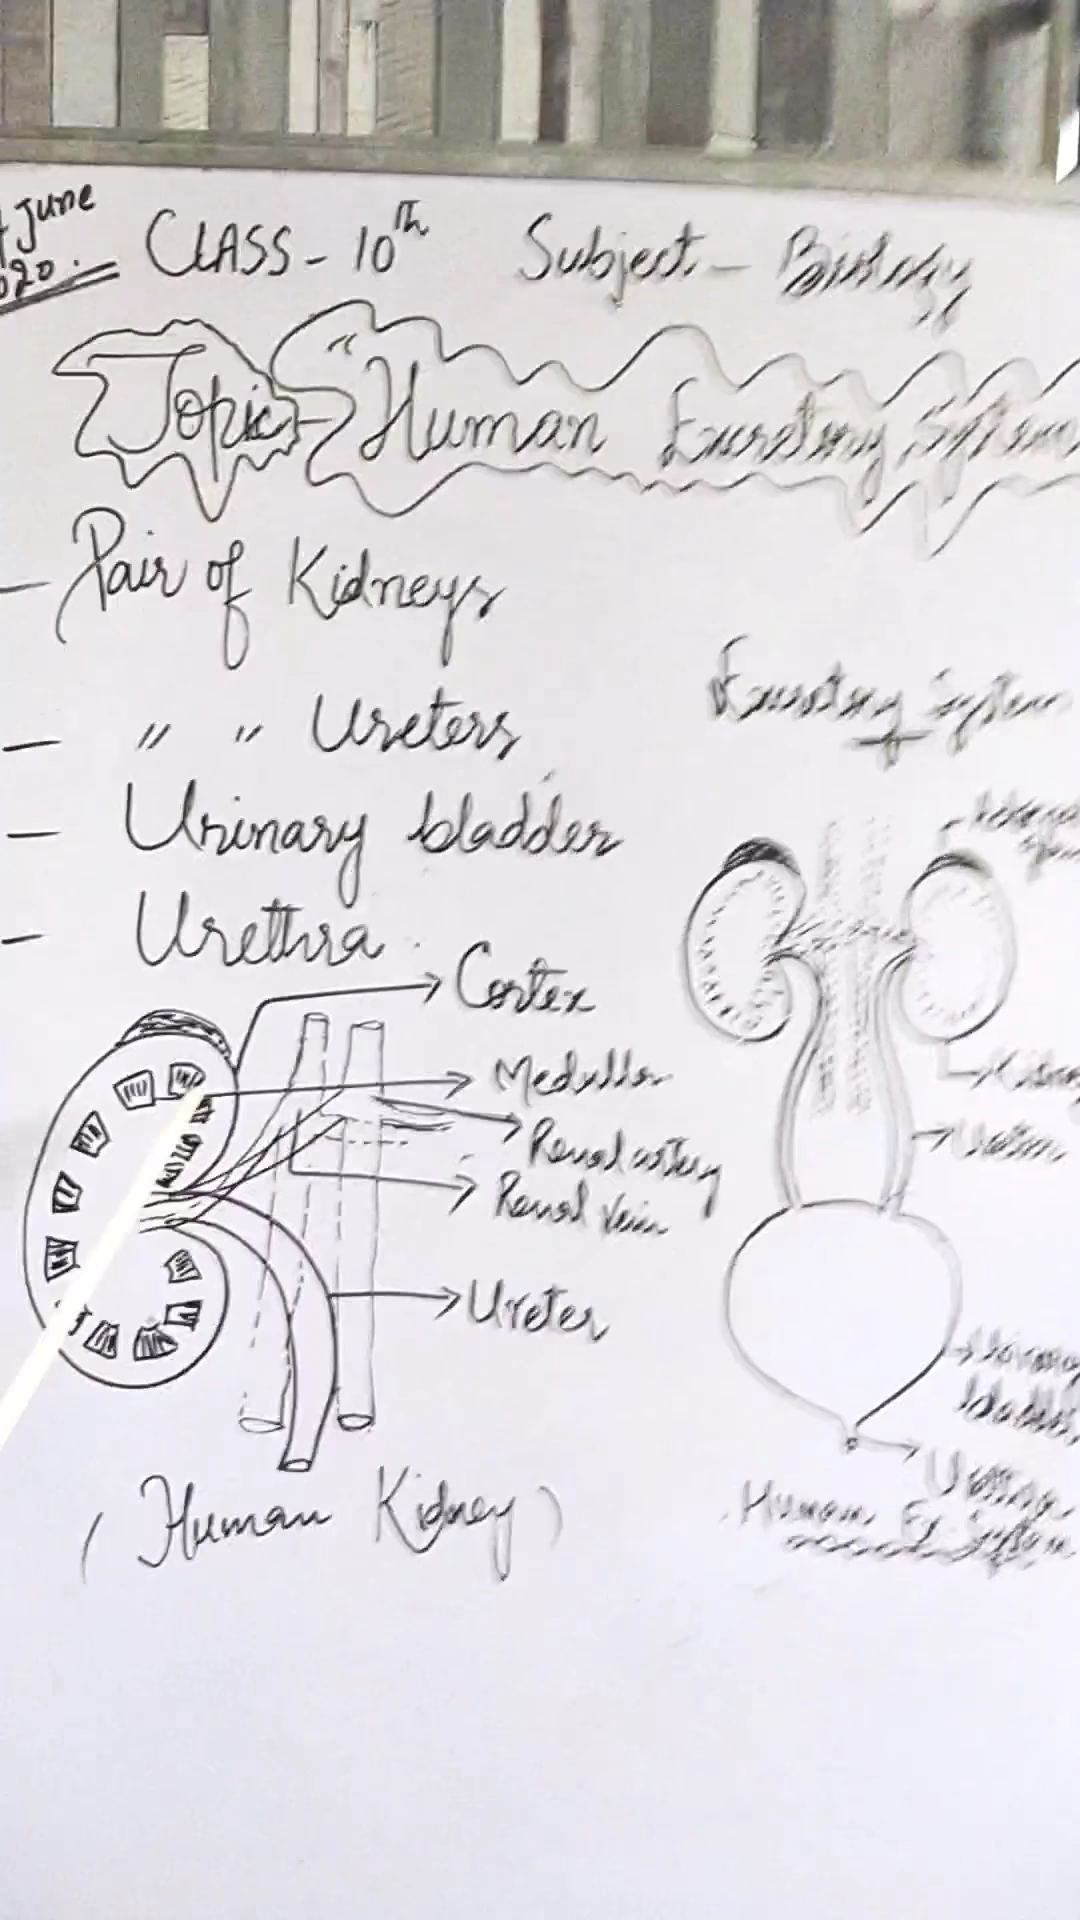 June
CLASS - 10th Subject - Biology
Topic - "Human Excretory System
- Pair of Kidneys
- " " Ureters
- Urinary bladder
- Urethra
Cortex
Medulla
Renal artery
Renal vein
Ureter
(Human Kidney)
Excretory System
Kidney
Ureter
Urinary
bladder
Urethra
Human Ex. System